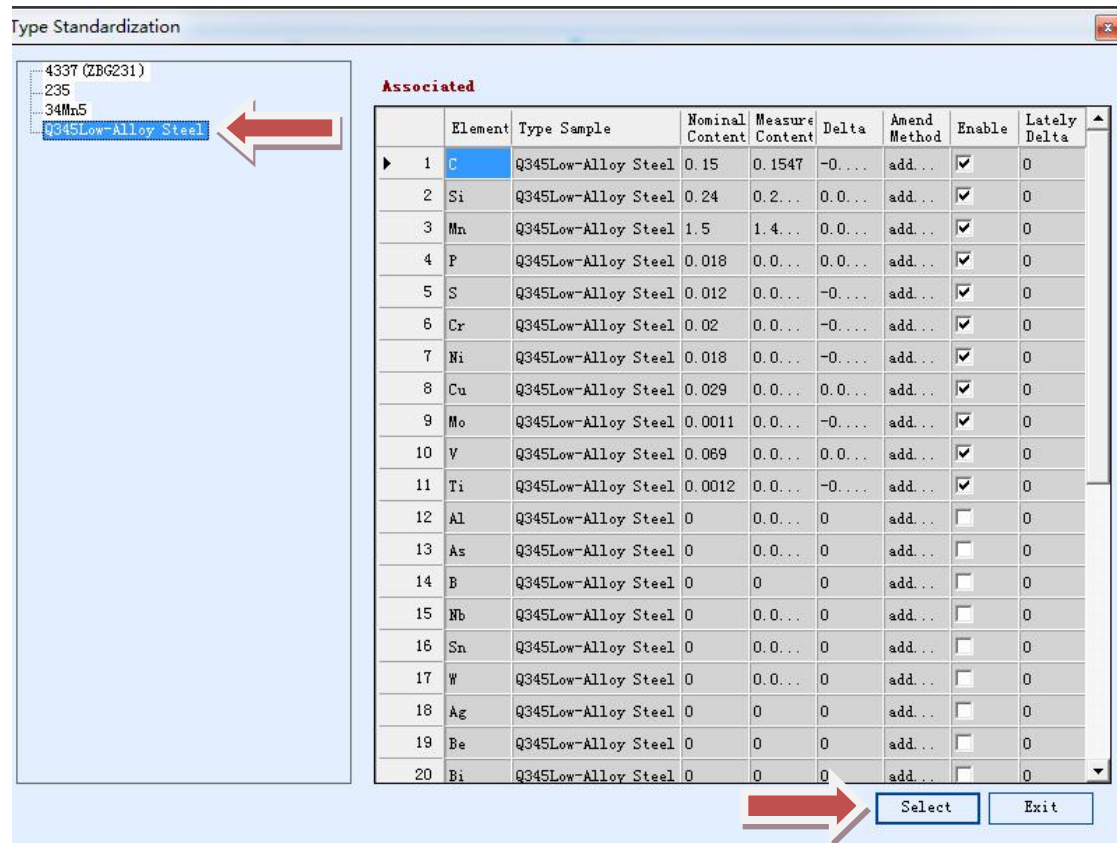 Type Standardization
4337(ZBG231)
235
34Mn5
Q345Low-Alloy Steel
Associated
Element Type Sample Nominal Content Measure Content Delta Amend Method Enable Lately Delta
1 C Q345Low-Alloy Steel 0.15 0.1547 -0.... add... 0
2 Si Q345Low-Alloy Steel 0.24 0.2... 0.0... add... 0
3 Mn Q345Low-Alloy Steel 1.5 1.4... 0.0... add... 0
4 P Q345Low-Alloy Steel 0.018 0.0... 0.0... add... 0
5 S Q345Low-Alloy Steel 0.012 0.0... -0.... add... 0
6 Cr Q345Low-Alloy Steel 0.02 0.0... -0.... add... 0
7 Ni Q345Low-Alloy Steel 0.018 0.0... -0.... add... 0
8 Cu Q345Low-Alloy Steel 0.029 0.0... 0.0... add... 0
9 Mo Q345Low-Alloy Steel 0.0011 0.0... -0.... add... 0
10 V Q345Low-Alloy Steel 0.069 0.0... 0.0... add... 0
11 Ti Q345Low-Alloy Steel 0.0012 0.0... -0.... add... 0
12 Al Q345Low-Alloy Steel 0 0.0... 0 add... 0
13 As Q345Low-Alloy Steel 0 0.0... 0 add... 0
14 B Q345Low-Alloy Steel 0 0 0 add... 0
15 Nb Q345Low-Alloy Steel 0 0.0... 0 add... 0
16 Sn Q345Low-Alloy Steel 0 0.0... 0 add... 0
17 W Q345Low-Alloy Steel 0 0.0... 0 add... 0
18 Ag Q345Low-Alloy Steel 0 0 0 add... 0
19 Be Q345Low-Alloy Steel 0 0 0 add... 0
20 Bi Q345Low-Alloy Steel 0 0 0 add... 0
Select Exit